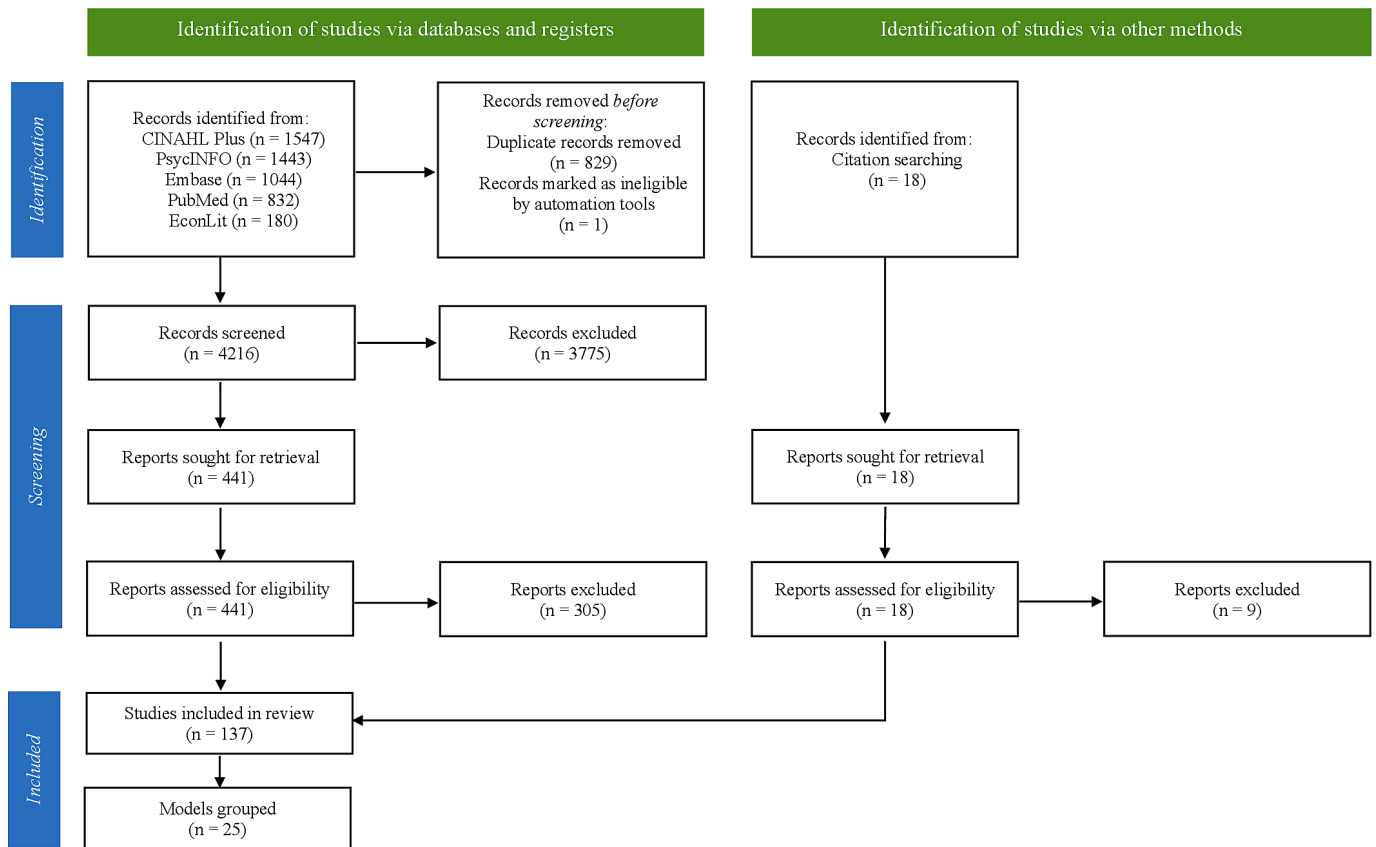 Identification of studies via databases and registers
Identification of studies via other methods
Identification
Records identified from:
CINAHL Plus (n = 1547)
PsycINFO (n = 1443)
Embase (n = 1044)
PubMed (n = 832)
EconLit (n = 180)
Records removed before
screening:
Duplicate records removed
(n = 829)
Records marked as ineligible
by automation tools
(n = 1)
Records identified from:
Citation searching
(n = 18)
Screening
Records screened
(n = 4216)
Records excluded
(n = 3775)
Reports sought for retrieval
(n = 441)
Reports sought for retrieval
(n = 18)
Reports assessed for eligibility
(n = 441)
Reports excluded
(n = 305)
Reports assessed for eligibility
(n = 18)
Reports excluded
(n = 9)
Included
Studies included in review
(n = 137)
Models grouped
(n = 25)